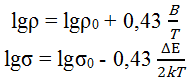 lgρ = lgρ₀ + 0,43 B/T
lgσ = lgσ₀ - 0,43 ΔE/2kT